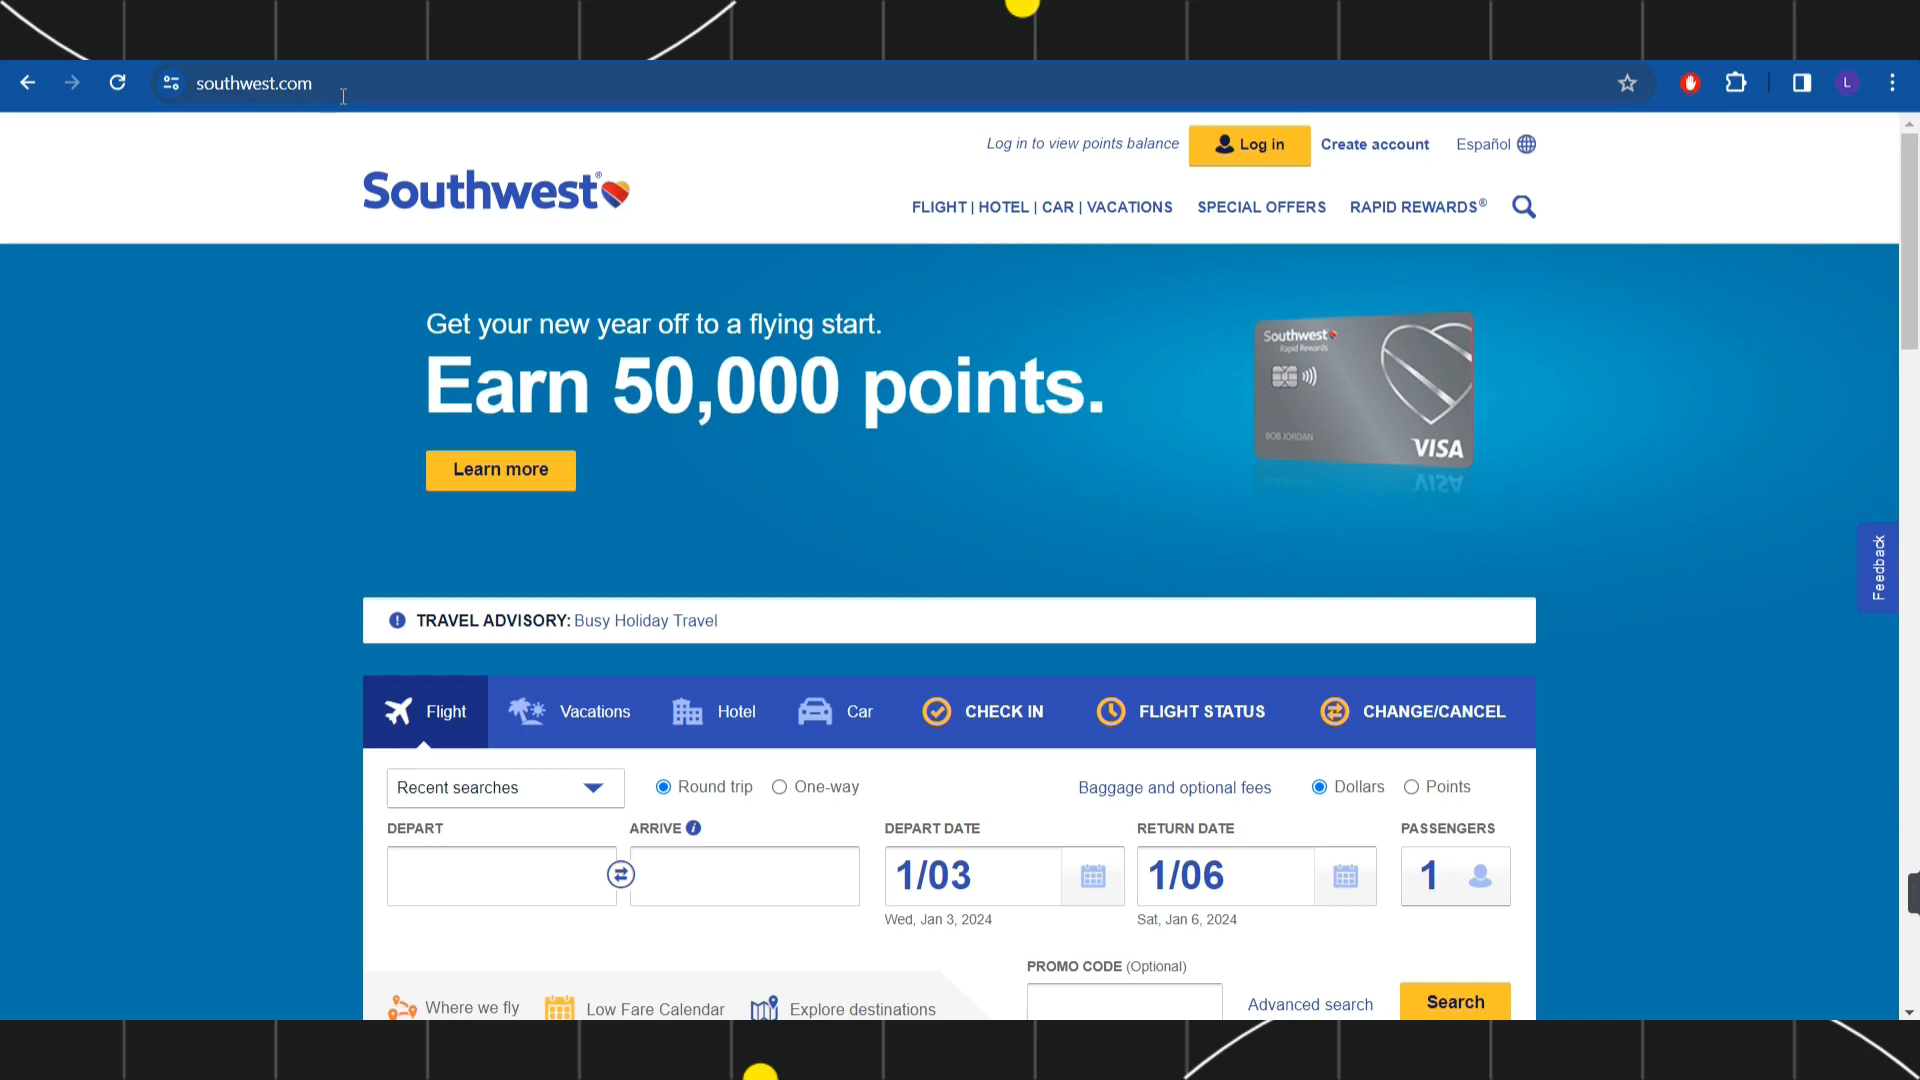 southwest.com
L
Log in to view points balance
Log in
Create account
Español
Southwest®
FLIGHT | HOTEL | CAR | VACATIONS
SPECIAL OFFERS
RAPID REWARDS®
Get your new year off to a flying start.
Earn 50,000 points.
Learn more
Southwest
Rapid Rewards
BOB JORDAN
VISA
Feedback
TRAVEL ADVISORY: Busy Holiday Travel
Flight
Vacations
Hotel
Car
CHECK IN
FLIGHT STATUS
CHANGE/CANCEL
Recent searches
Round trip
One-way
Baggage and optional fees
Dollars
Points
DEPART
ARRIVE
DEPART DATE
RETURN DATE
PASSENGERS
1/03
1/06
1
Wed, Jan 3, 2024
Sat, Jan 6, 2024
PROMO CODE (Optional)
Where we fly
Low Fare Calendar
Explore destinations
Advanced search
Search